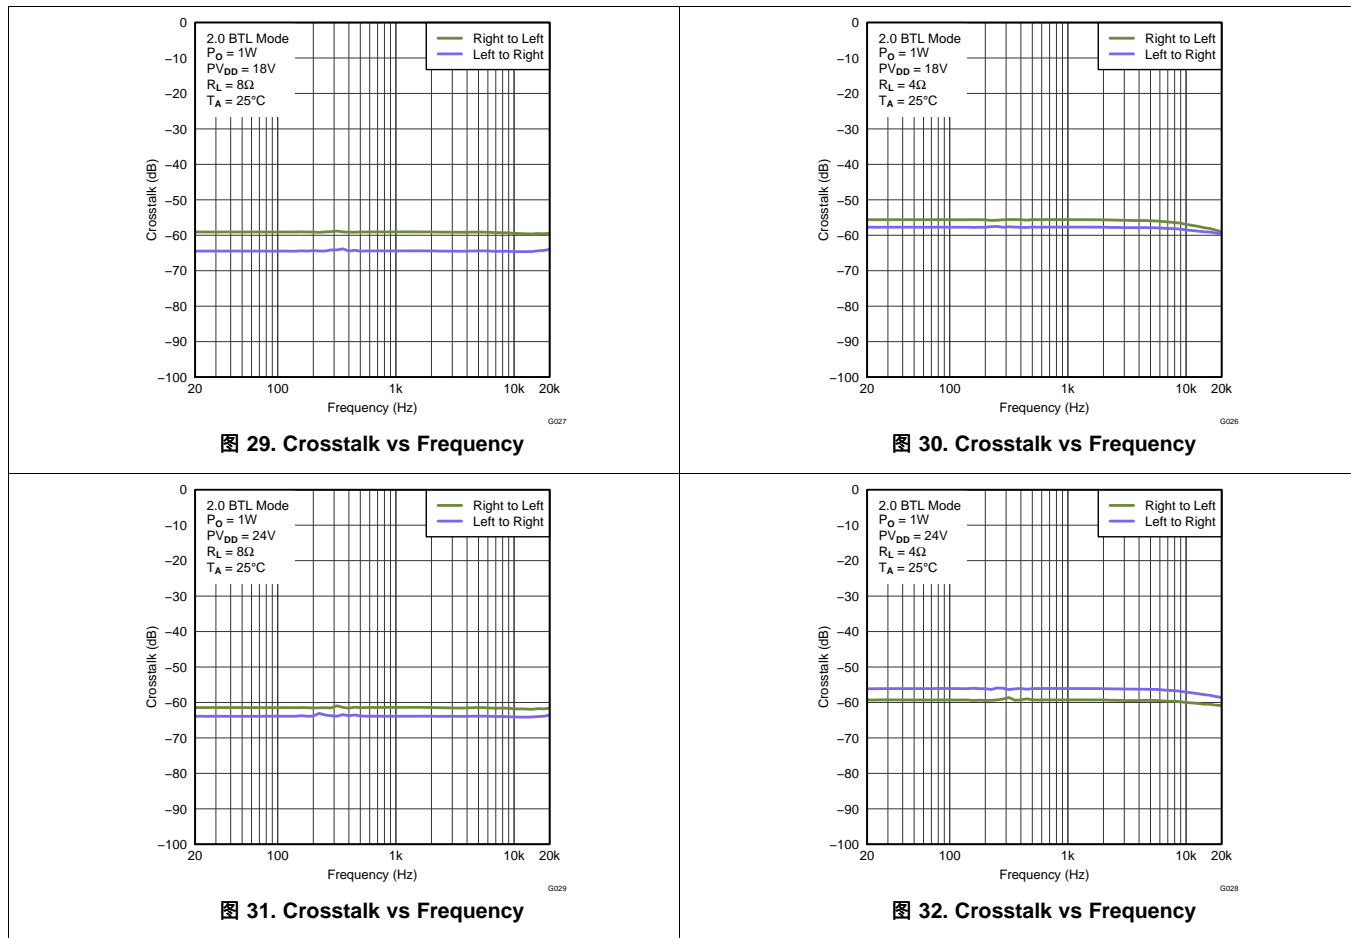 0
–10
–20
–30
–40
–50
–60
–70
–80
–90
–100
Crosstalk (dB)
2.0 BTL Mode
PO = 1W
PVDD = 18V
RL = 8Ω
TA = 25°C
Right to Left
Left to Right
20 100 1k 10k 20k
Frequency (Hz)
G027
图 29. Crosstalk vs Frequency
0
–10
–20
–30
–40
–50
–60
–70
–80
–90
–100
Crosstalk (dB)
2.0 BTL Mode
PO = 1W
PVDD = 18V
RL = 4Ω
TA = 25°C
Right to Left
Left to Right
20 100 1k 10k 20k
Frequency (Hz)
G026
图 30. Crosstalk vs Frequency
0
–10
–20
–30
–40
–50
–60
–70
–80
–90
–100
Crosstalk (dB)
2.0 BTL Mode
PO = 1W
PVDD = 24V
RL = 8Ω
TA = 25°C
Right to Left
Left to Right
20 100 1k 10k 20k
Frequency (Hz)
G029
图 31. Crosstalk vs Frequency
0
–10
–20
–30
–40
–50
–60
–70
–80
–90
–100
Crosstalk (dB)
2.0 BTL Mode
PO = 1W
PVDD = 24V
RL = 4Ω
TA = 25°C
Right to Left
Left to Right
20 100 1k 10k 20k
Frequency (Hz)
G028
图 32. Crosstalk vs Frequency